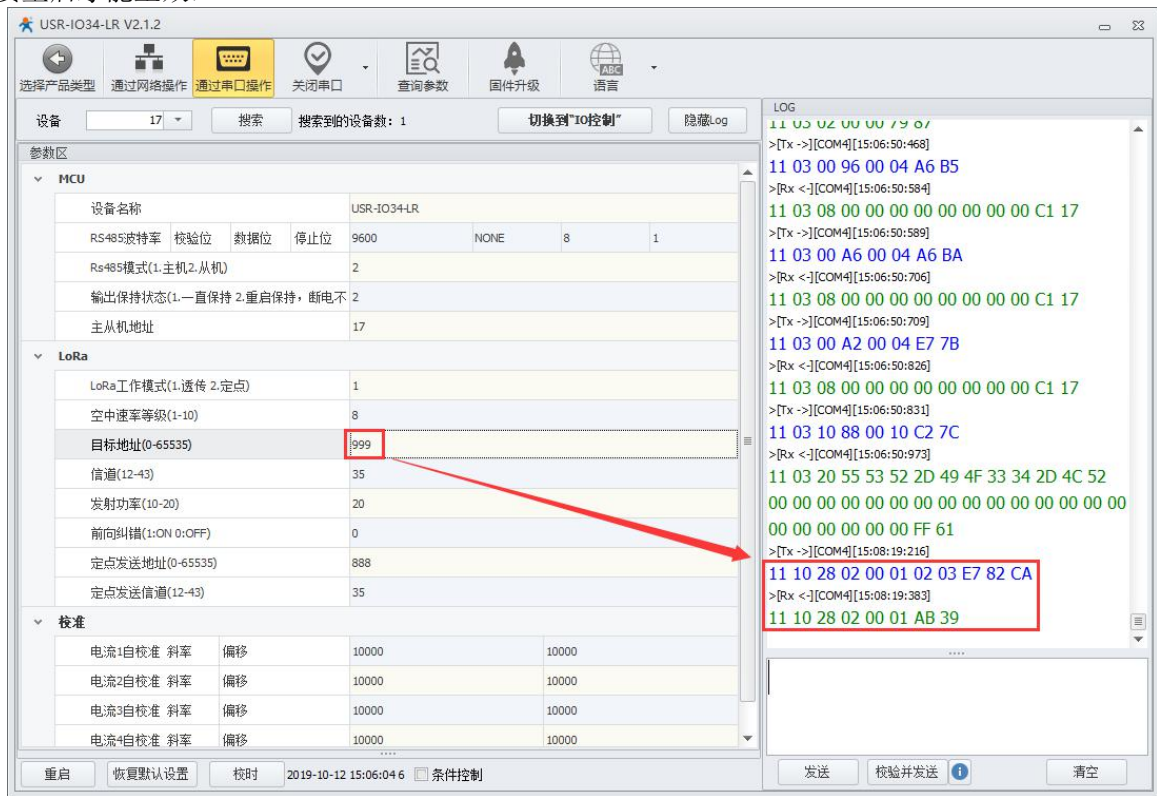 USR-IO34-LR V2.1.2
选择产品类型 通过网络操作 通过串口操作 关闭串口 查询参数 固件升级 语言
设备 17 搜索 搜索到的设备数: 1 切换到"IO控制" 隐藏Log
参数区
MCU
设备名称 USR-IO34-LR
RS485波特率 校验位 数据位 停止位 9600 NONE 8 1
Rs485模式(1.主机2.从机) 2
输出保持状态(1.一直保持 2.重启保持,断电不 2
主从机地址 17
LoRa
LoRa工作模式(1.透传 2.定点) 1
空中速率等级(1-10) 8
目标地址(0-65535) 999
信道(12-43) 35
发射功率(10-20) 20
前向纠错(1:ON 0:OFF) 0
定点发送地址(0-65535) 888
定点发送信道(12-43) 35
校准
电流1自校准 斜率 偏移 10000 10000
电流2自校准 斜率 偏移 10000 10000
电流3自校准 斜率 偏移 10000 10000
电流4自校准 斜率 偏移 10000 10000
重启 恢复默认设置 校时 2019-10-12 15:06:04 6 条件控制
LOG
11 03 02 00 00 79 87
>[Tx ->][COM4][15:06:50:468]
11 03 00 96 00 04 A6 B5
>[Rx <-][COM4][15:06:50:584]
11 03 08 00 00 00 00 00 00 00 00 C1 17
>[Tx ->][COM4][15:06:50:589]
11 03 00 A6 00 04 A6 BA
>[Rx <-][COM4][15:06:50:706]
11 03 08 00 00 00 00 00 00 00 00 C1 17
>[Tx ->][COM4][15:06:50:709]
11 03 00 A2 00 04 E7 7B
>[Rx <-][COM4][15:06:50:826]
11 03 08 00 00 00 00 00 00 00 00 C1 17
>[Tx ->][COM4][15:06:50:831]
11 03 10 88 00 10 C2 7C
>[Rx <-][COM4][15:06:50:973]
11 03 20 55 53 52 2D 49 4F 33 34 2D 4C 52
00 00 00 00 00 00 00 00 00 00 00 00 00 00 00
00 00 00 00 00 00 FF 61
>[Tx ->][COM4][15:08:19:216]
11 10 28 02 00 01 02 03 E7 82 CA
>[Rx <-][COM4][15:08:19:383]
11 10 28 02 00 01 AB 39
发送 校验并发送 清空